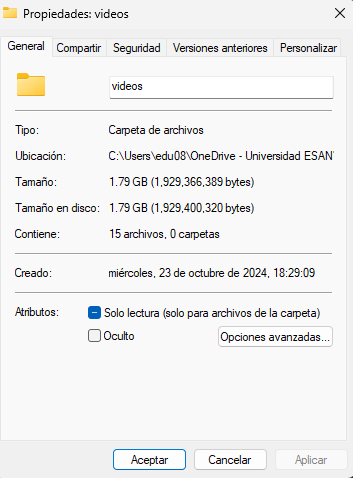 Propiedades: videos
General Compartir Seguridad Versiones anteriores Personalizar
videos
Tipo: Carpeta de archivos
Ubicación: C:\Users\edu08\OneDrive - Universidad ESAN\
Tamaño: 1.79 GB (1,929,366,389 bytes)
Tamaño en disco: 1.79 GB (1,929,400,320 bytes)
Contiene: 15 archivos, 0 carpetas
Creado: miércoles, 23 de octubre de 2024, 18:29:09
Atributos: Solo lectura (solo para archivos de la carpeta)
Oculto Opciones avanzadas...
Aceptar Cancelar Aplicar